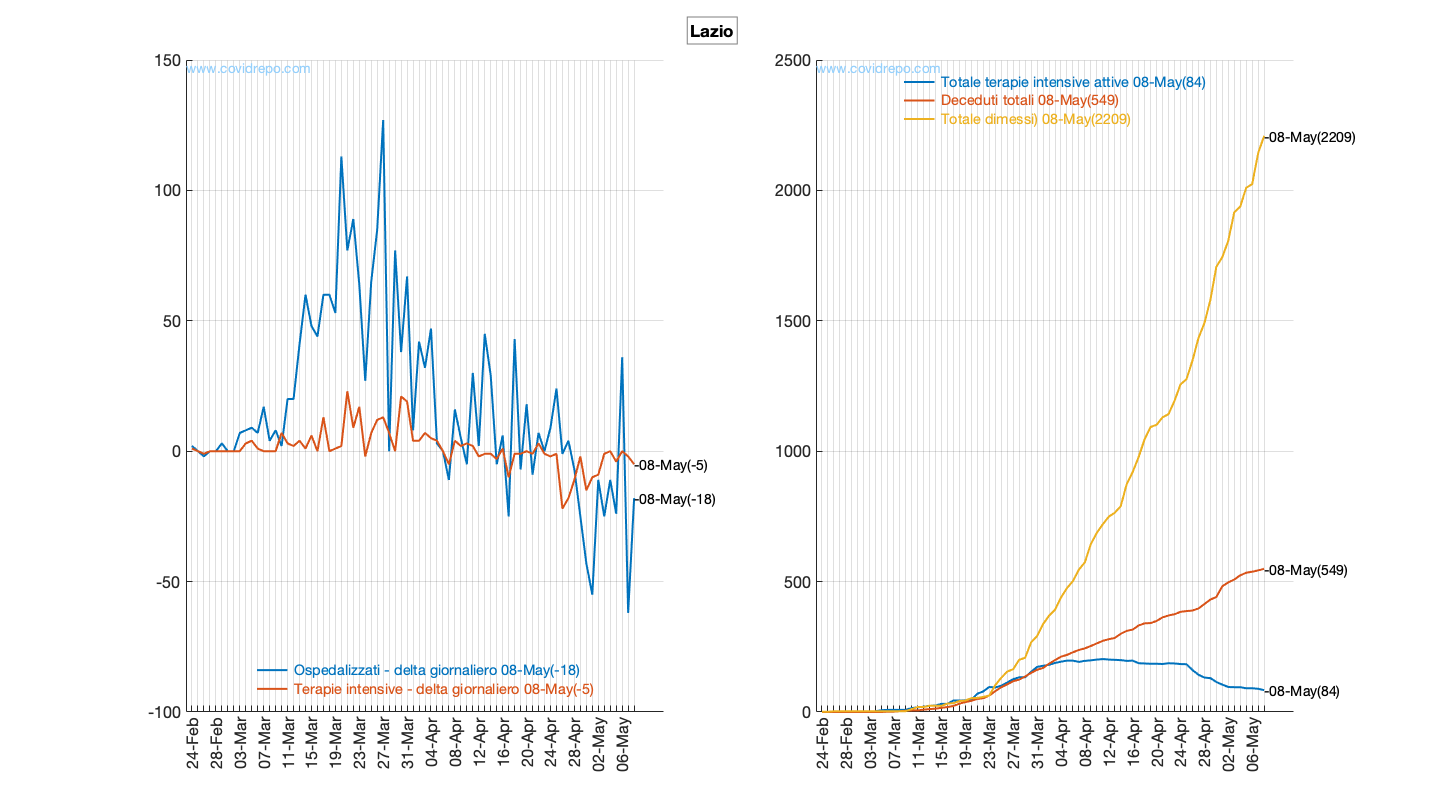 Lazio
www.covidrepo.com
150
100
50
0
-50
-100
08-May(-5)
08-May(-18)
Ospedalizzati - delta giornaliero 08-May(-18)
Terapie intensive - delta giornaliero 08-May(-5)
24-Feb
28-Feb
03-Mar
07-Mar
11-Mar
15-Mar
19-Mar
23-Mar
27-Mar
31-Mar
04-Apr
08-Apr
12-Apr
16-Apr
20-Apr
24-Apr
28-Apr
02-May
06-May
www.covidrepo.com
Totale terapie intensive attive 08-May(84)
Deceduti totali 08-May(549)
Totale dimessi) 08-May(2209)
2500
2000
1500
1000
500
0
08-May(2209)
08-May(549)
08-May(84)
24-Feb
28-Feb
03-Mar
07-Mar
11-Mar
15-Mar
19-Mar
23-Mar
27-Mar
31-Mar
04-Apr
08-Apr
12-Apr
16-Apr
20-Apr
24-Apr
28-Apr
02-May
06-May